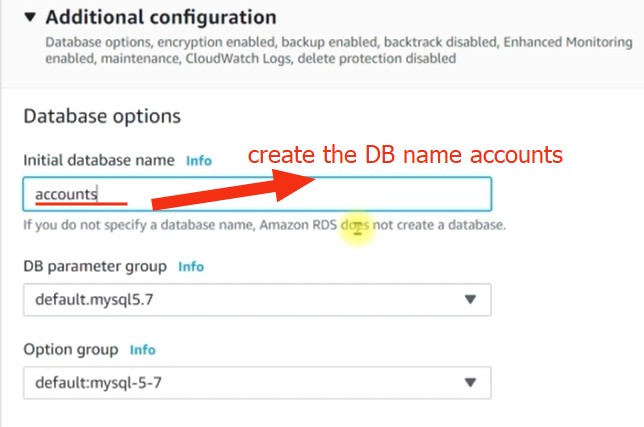 Additional configuration
Database options, encryption enabled, backup enabled, backtrack disabled, Enhanced Monitoring
enabled, maintenance, CloudWatch Logs, delete protection disabled
Database options
Initial database name Info
create the DB name accounts
accounts
If you do not specify a database name, Amazon RDS does not create a database.
DB parameter group Info
default.mysql5.7
Option group Info
default:mysql-5-7